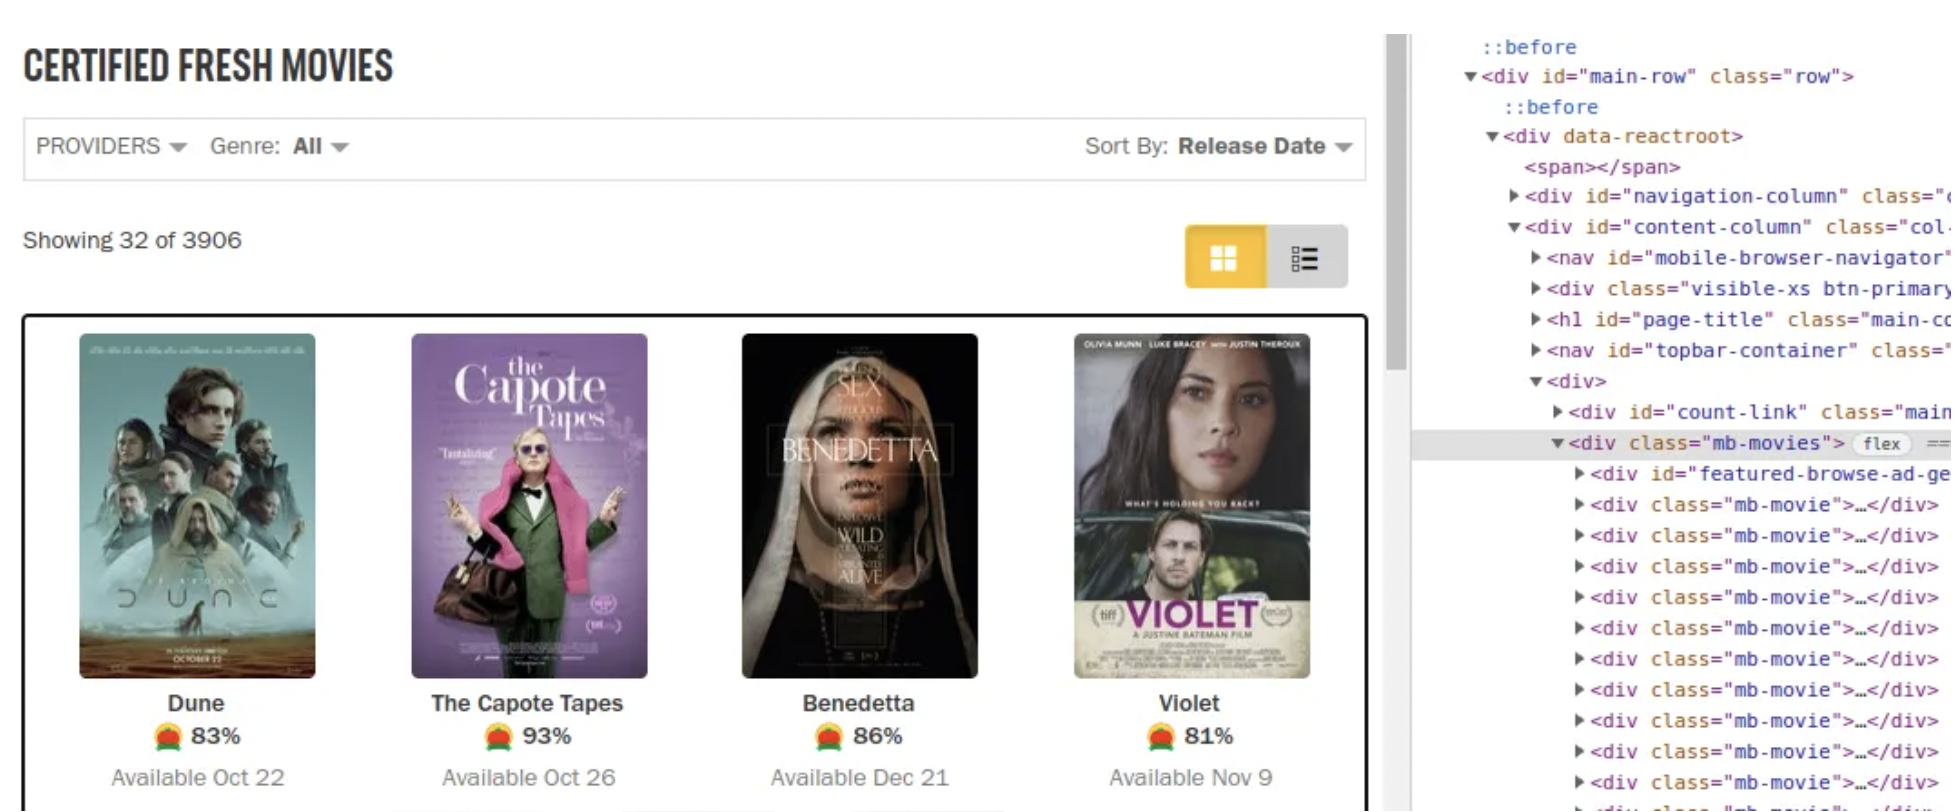 CERTIFIED FRESH MOVIES
PROVIDERS Genre: All Sort By: Release Date
Showing 32 of 3906
DUNE
OCTOBER 22
Dune
83%
Available Oct 22
the
Capote
Tapes
"tantalizing"
The Capote Tapes
93%
Available Oct 26
SEX
BENEDETTA
WILD
ALIVE
Benedetta
86%
Available Dec 21
OLIVIA MUNN LUKE BRACEY WITH JUSTIN THEROUX
WHAT'S HOLDING YOU BACK?
tiff VIOLET
A JUSTINE BATEMAN FILM
Violet
81%
Available Nov 9
::before
<div id="main-row" class="row">
::before
<div data-reactroot>
<span></span>
<div id="navigation-column" class="c
<div id="content-column" class="col-
<nav id="mobile-browser-navigator"
<div class="visible-xs btn-primary
<h1 id="page-title" class="main-co
<nav id="topbar-container" class="
<div>
<div id="count-link" class="main
<div class="mb-movies"> flex ==
<div id="featured-browse-ad-ge
<div class="mb-movie">…</div>
<div class="mb-movie">…</div>
<div class="mb-movie">…</div>
<div class="mb-movie">…</div>
<div class="mb-movie">…</div>
<div class="mb-movie">…</div>
<div class="mb-movie">…</div>
<div class="mb-movie">…</div>
<div class="mb-movie">…</div>
<div class="mb-movie">…</div>